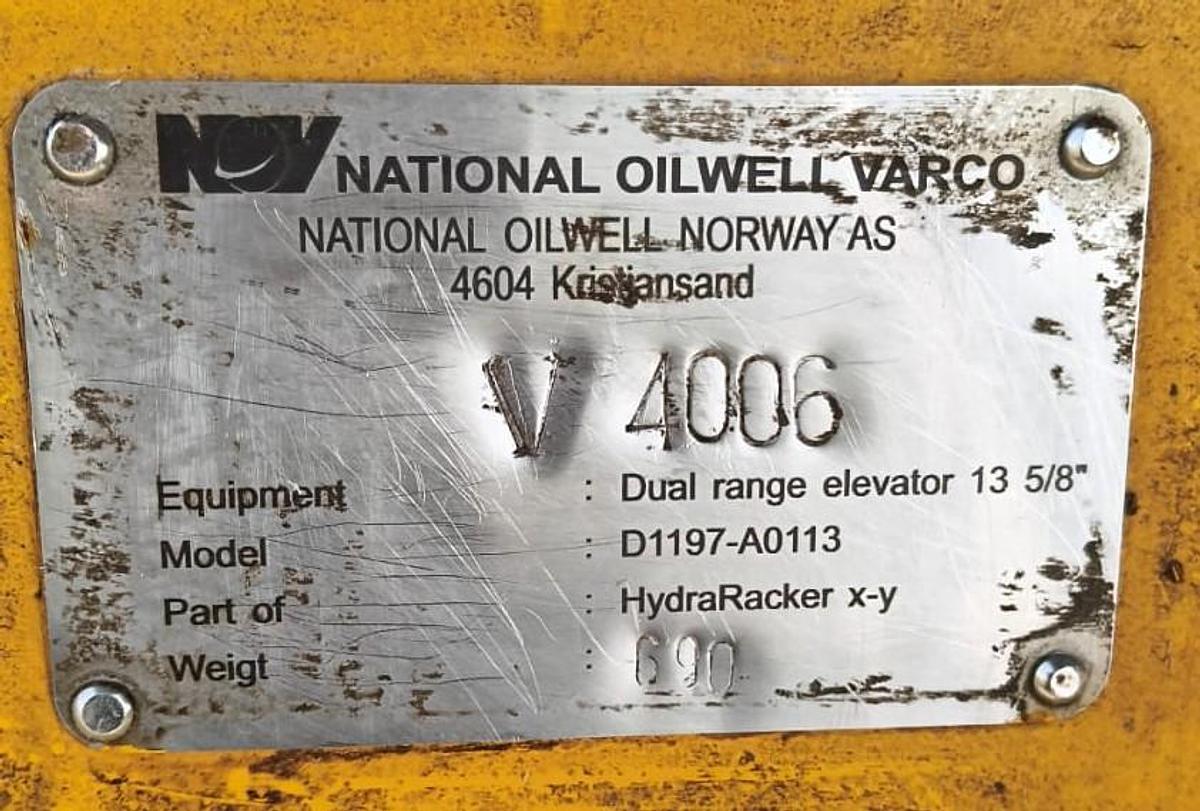 NOV NATIONAL OILWELL VARCO
NATIONAL OILWELL NORWAY AS
4604 Kristiansand
V 4006
Equipment : Dual range elevator 13 5/8"
Model : D1197-A0113
Part of : HydraRacker x-y
Weigt : 690